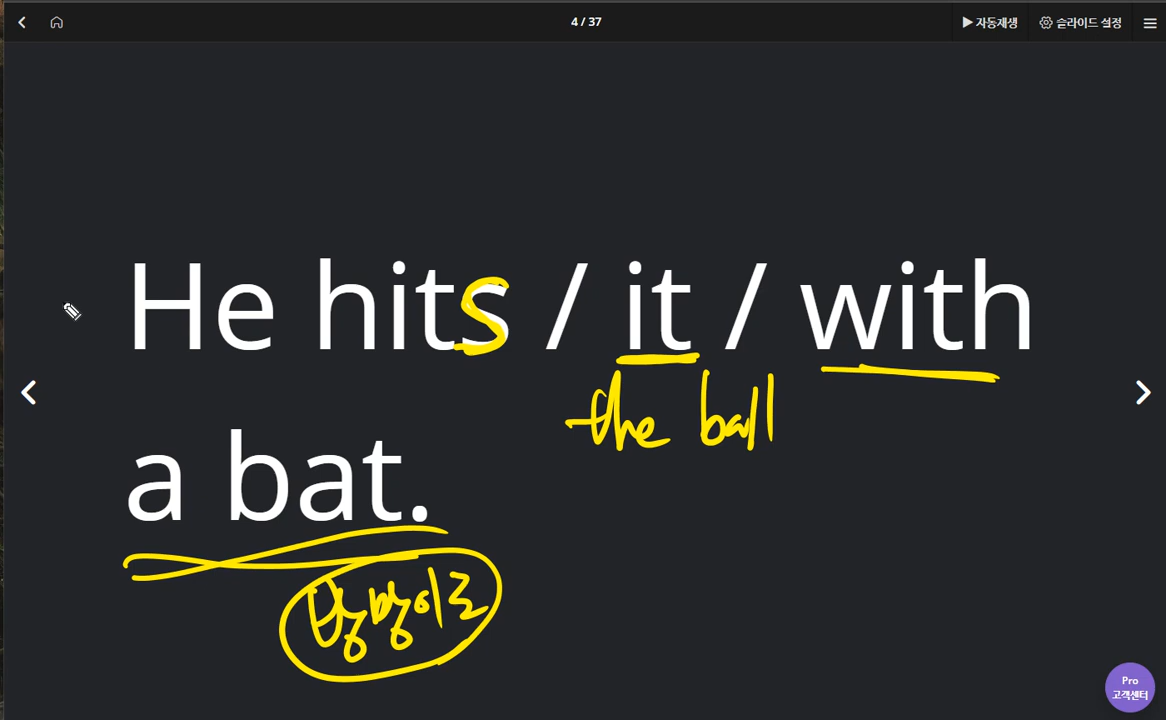 4 / 37
자동재생
슬라이드 설정
He hits / it / with
the ball
a bat.
방망이로
Pro
고객센터